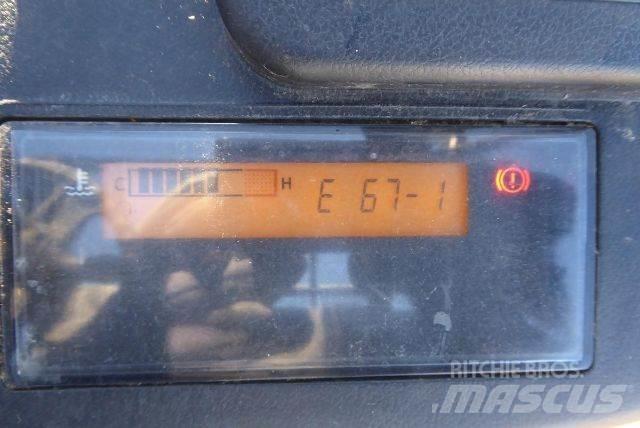 C H E 67-1
RITCHIE BROS.
MASCUS